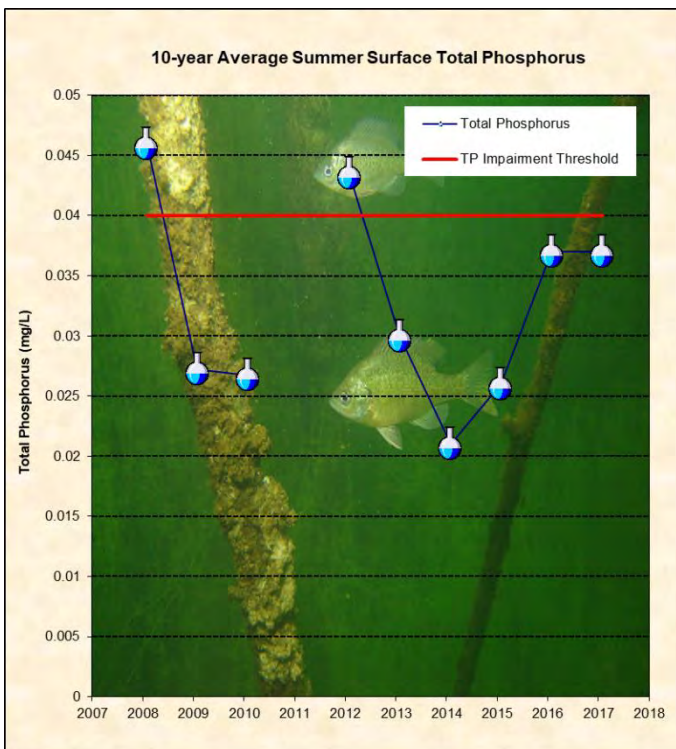 10-year Average Summer Surface Total Phosphorus
0.05
0.045
0.04
0.035
0.03
0.025
0.02
0.015
0.01
0.005
0
Total Phosphorus (mg/L)
Total Phosphorus
TP Impairment Threshold
2007 2008 2009 2010 2011 2012 2013 2014 2015 2016 2017 2018